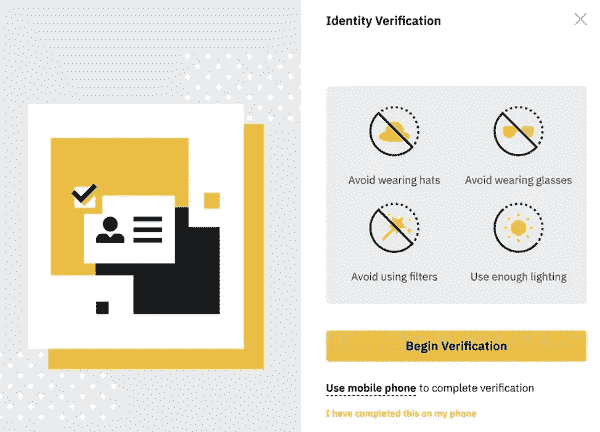 Identity Verification
Avoid wearing hats
Avoid wearing glasses
Avoid using filters
Use enough lighting
Begin Verification
Use mobile phone to complete verification
I have completed this on my phone